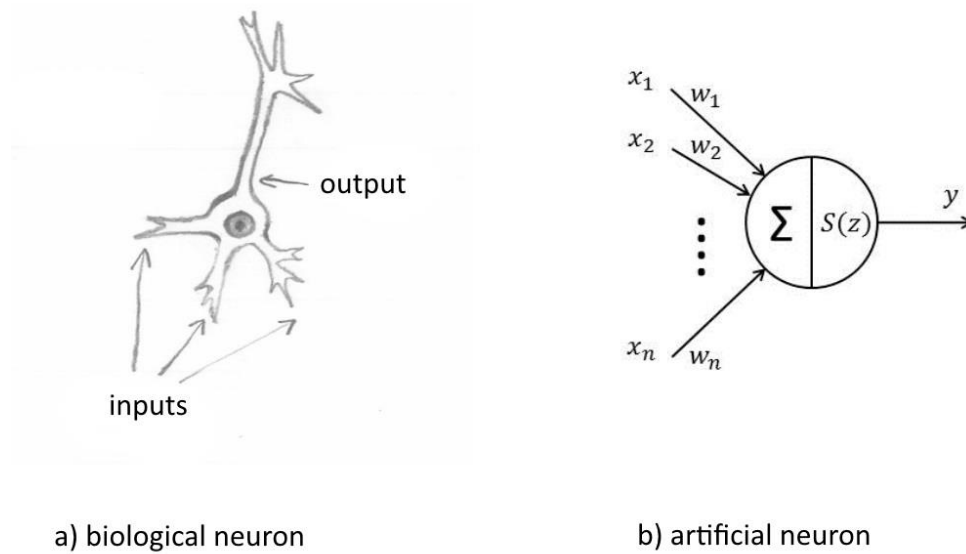 output
inputs
a) biological neuron
x₁
w₁
x₂
w₂
xₙ
wₙ
Σ
S(z)
y
b) artificial neuron